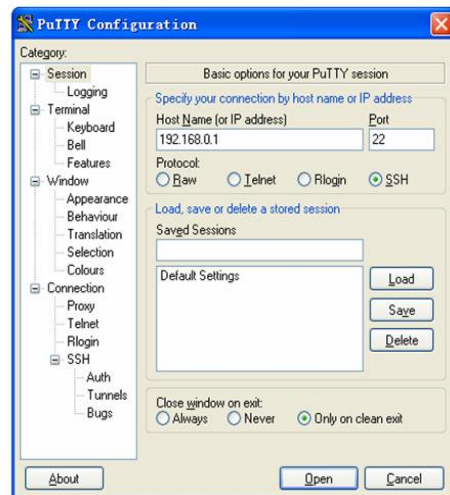 PuTTY Configuration
Category:
Session
Logging
Terminal
Keyboard
Bell
Features
Window
Appearance
Behaviour
Translation
Selection
Colours
Connection
Proxy
Telnet
Rlogin
SSH
Auth
Tunnels
Bugs
Basic options for your PuTTY session
Specify your connection by host name or IP address
Host Name (or IP address) Port
192.168.0.1 22
Protocol:
Raw Telnet Rlogin SSH
Load, save or delete a stored session
Saved Sessions
Default Settings
Load
Save
Delete
Close window on exit:
Always Never Only on clean exit
About Open Cancel